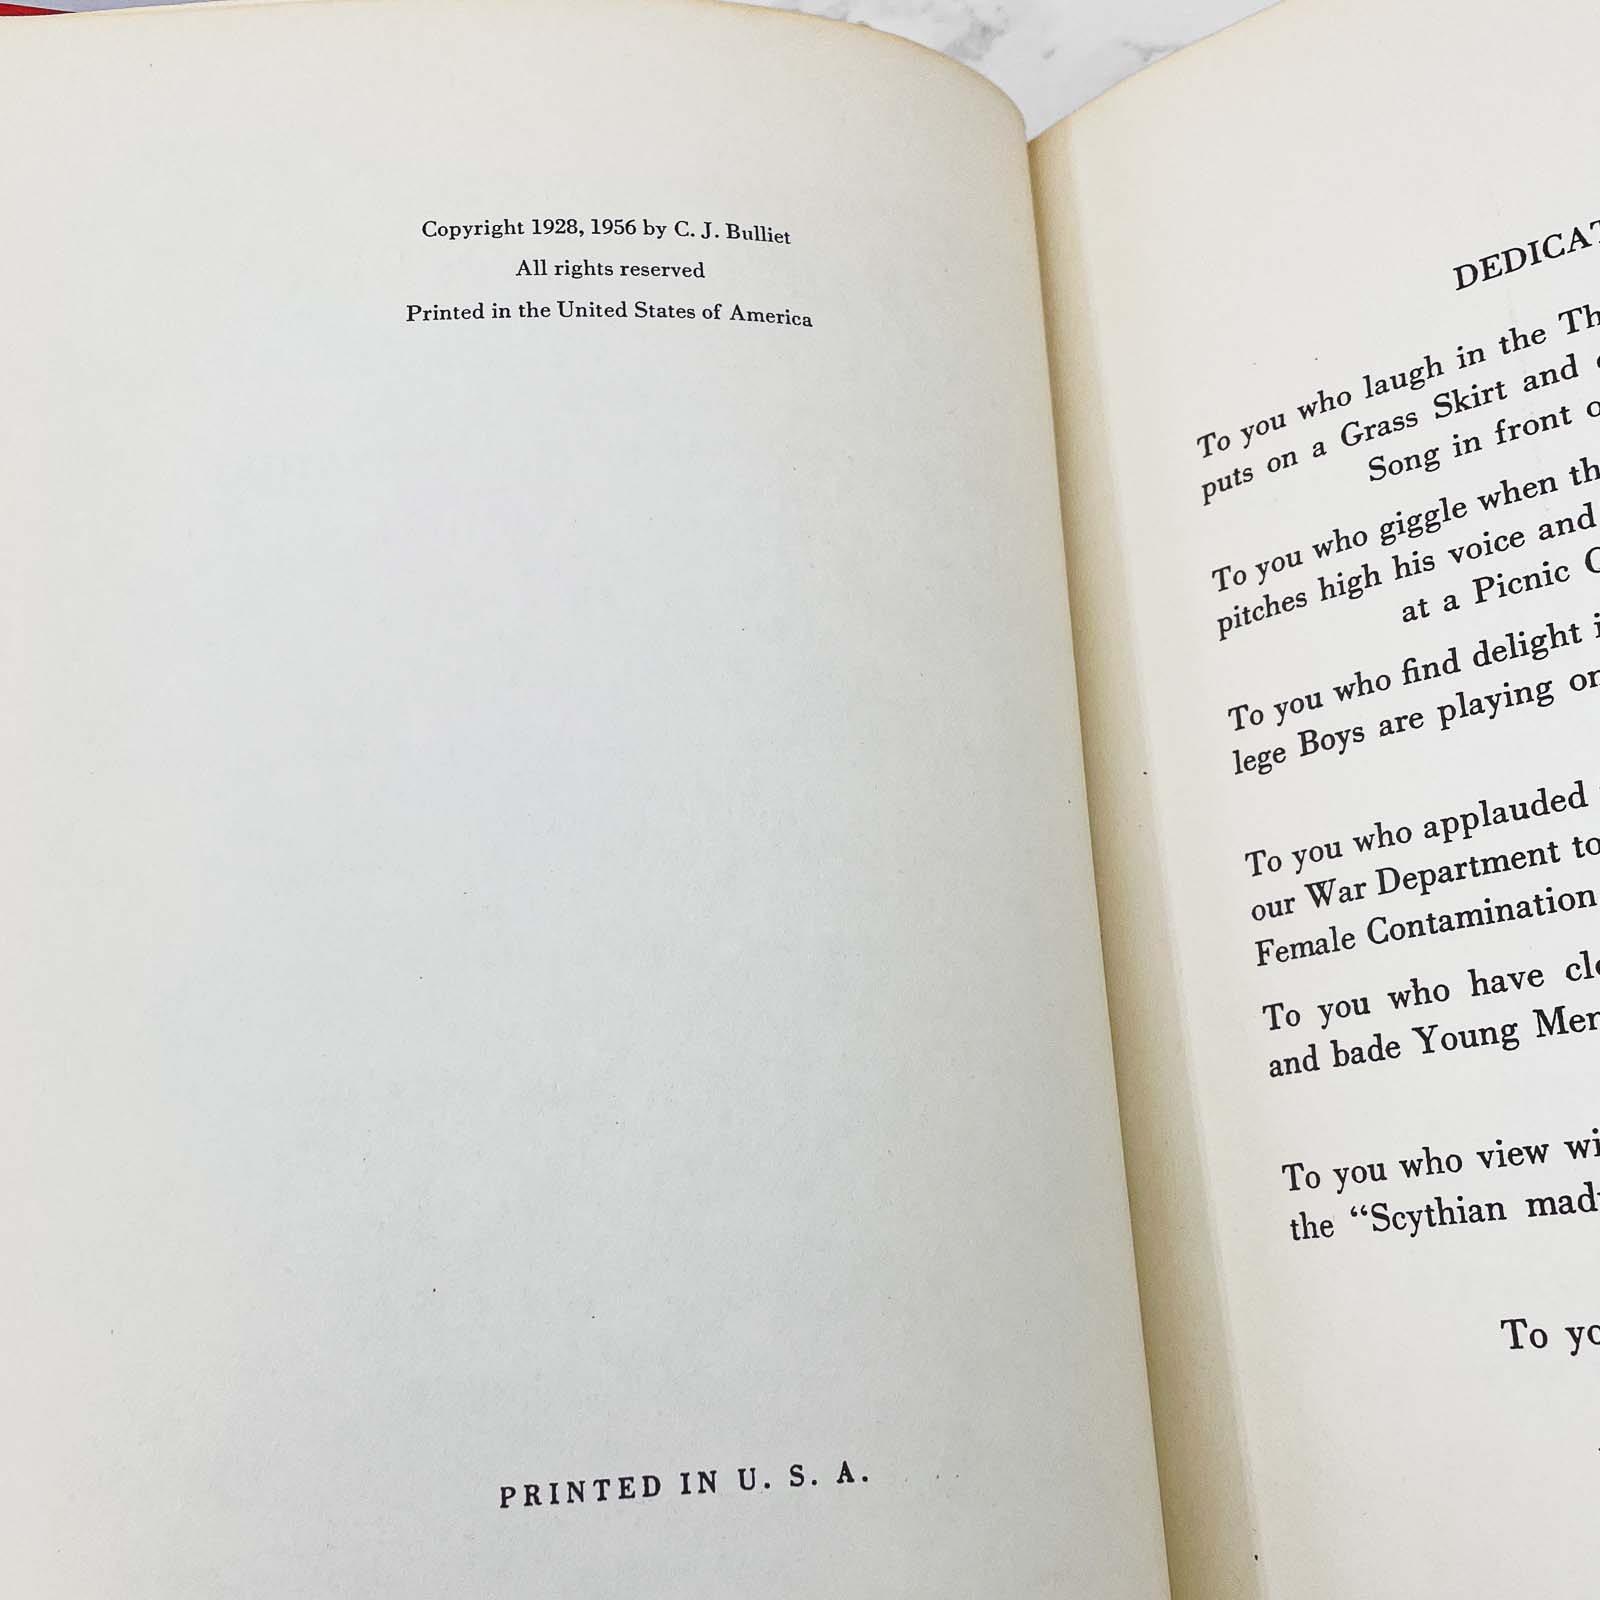 Copyright 1928, 1956 by C. J. Bulliet
All rights reserved
Printed in the United States of America
PRINTED IN U. S. A.
DEDICAT
To you who laugh in the Th
puts on a Grass Skirt and
Song in front o
To you who giggle when th
pitches high his voice and
at a Picnic
To you who find delight i
lege Boys are playing on
To you who applauded
our War Department to
Female Contamination
To you who have clo
and bade Young Men
To you who view wi
the “Scythian mad
To yo